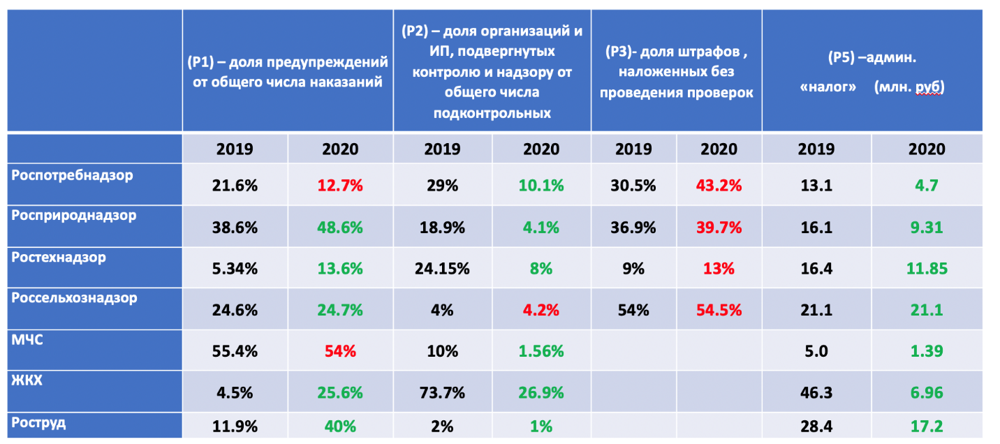 (Р1) – доля предупреждений
от общего числа наказаний
(Р2) – доля организаций и
ИП, подвергнутых
контролю и надзору от
общего числа
подконтрольных
(Р3)- доля штрафов ,
наложенных без
проведения проверок
(Р5) –админ.
«налог» (млн. руб)
2019 2020 2019 2020 2019 2020 2019 2020
Роспотребнадзор 21.6% 12.7% 29% 10.1% 30.5% 43.2% 13.1 4.7
Росприроднадзор 38.6% 48.6% 18.9% 4.1% 36.9% 39.7% 16.1 9.31
Ростехнадзор 5.34% 13.6% 24.15% 8% 9% 13% 16.4 11.85
Россельхознадзор 24.6% 24.7% 4% 4.2% 54% 54.5% 21.1 21.1
МЧС 55.4% 54% 10% 1.56% 5.0 1.39
ЖКХ 4.5% 25.6% 73.7% 26.9% 46.3 6.96
Роструд 11.9% 40% 2% 1% 28.4 17.2